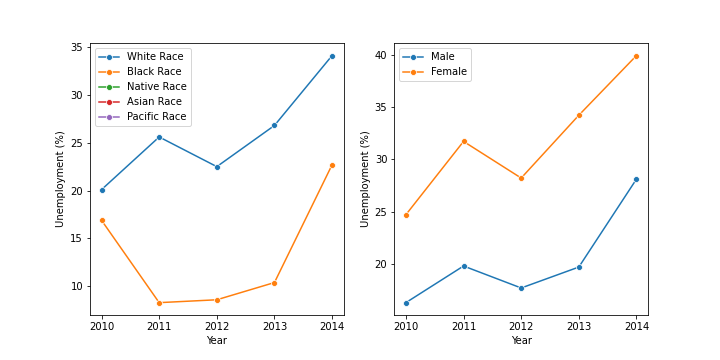 35
30
25
20
15
10
Unemployment (%)
White Race
Black Race
Native Race
Asian Race
Pacific Race
2010 2011 2012 2013 2014
Year
40
35
30
25
20
Unemployment (%)
Male
Female
2010 2011 2012 2013 2014
Year